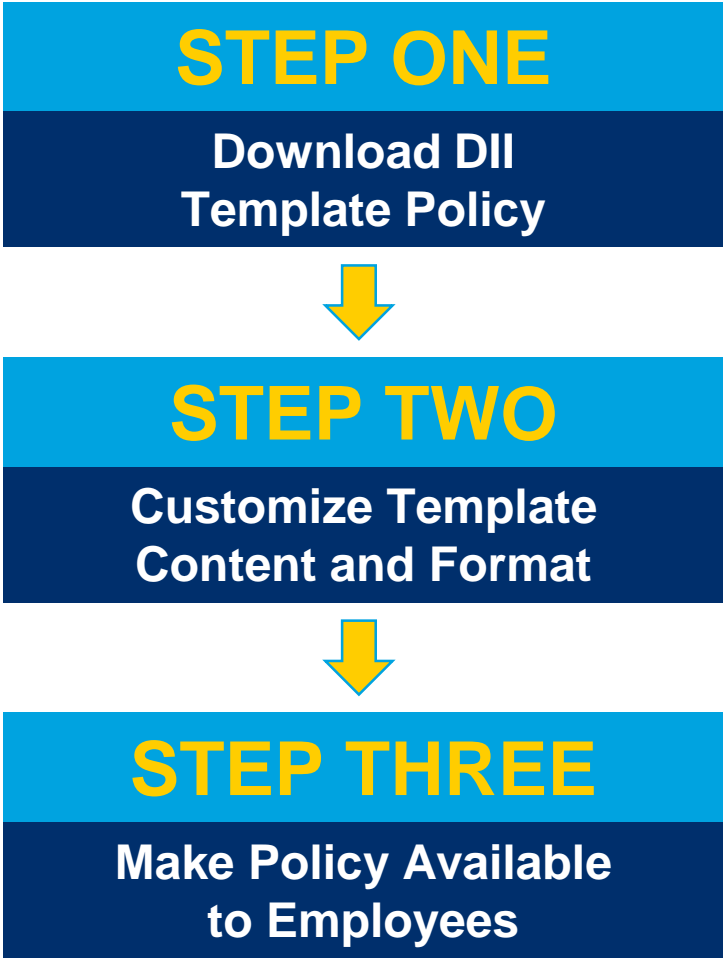 STEP ONE
Download DII
Template Policy
STEP TWO
Customize Template
Content and Format
STEP THREE
Make Policy Available
to Employees